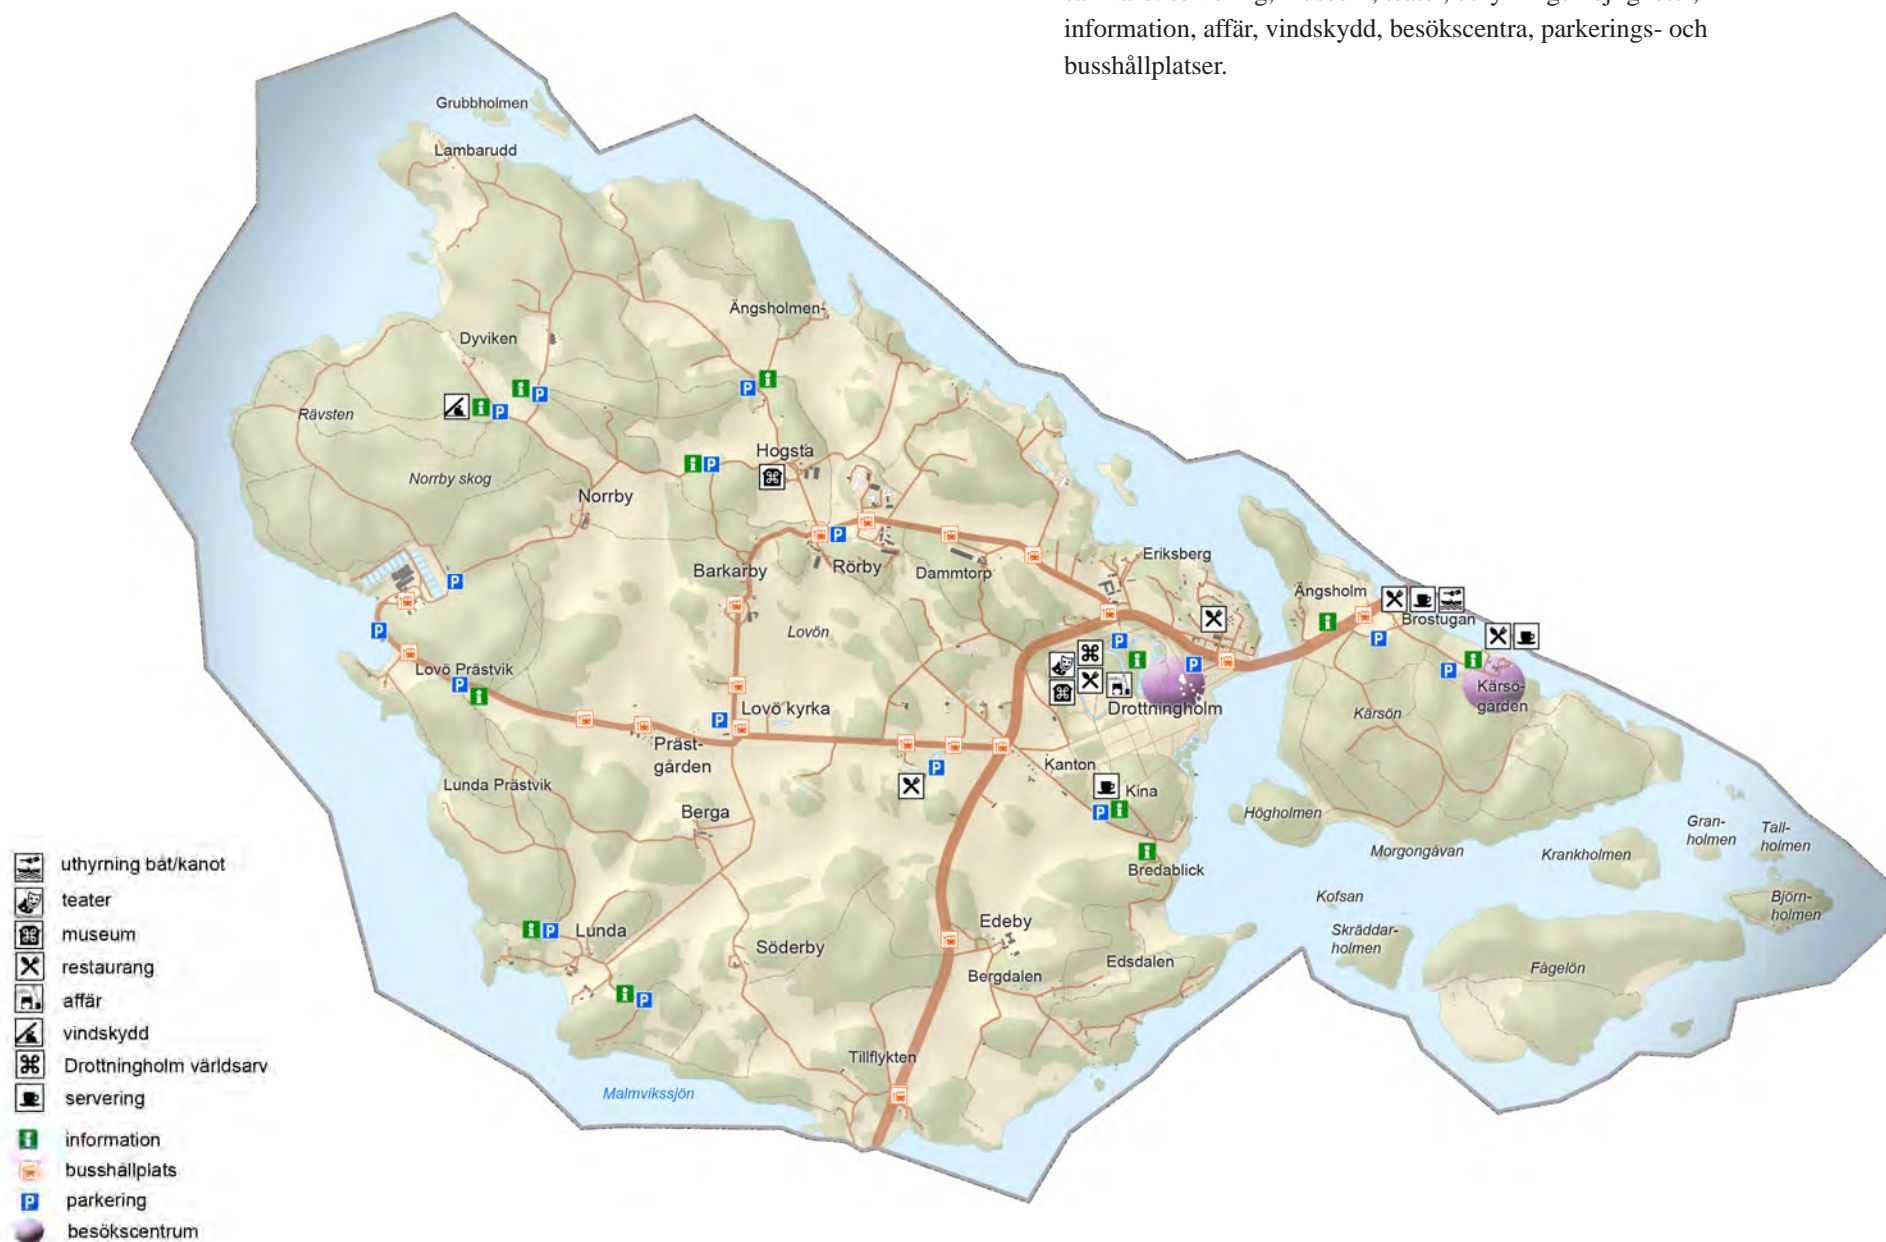 information, affär, vindskydd, besökscentra, parkerings- och
busshållplatser.
Grubbholmen
Lambarudd
Ängsholmen
Dyviken
Rävsten
Norrby skog
Hogsta
Norrby
Barkarby
Rörby
Dammtorp
Eriksberg
Ängsholm
Brostugan
Lovön
Lovö Prästvik
Lovö kyrka
Präst-
gården
Drottningholm
Kärsön
Kärsö-
gården
Kanton
Kina
Lunda Prästvik
Berga
Bredablick
Högholmen
Morgongåvan
Krankholmen
Gran-
holmen
Tall-
holmen
Björn-
holmen
Kofsan
Skräddar-
holmen
Fågelön
Lunda
Söderby
Edeby
Bergdalen
Edsdalen
Tillflykten
Malmvikssjön
uthyrning båt/kanot
teater
museum
restaurang
affär
vindskydd
Drottningholm världsarv
servering
information
busshållplats
parkering
besökscentrum